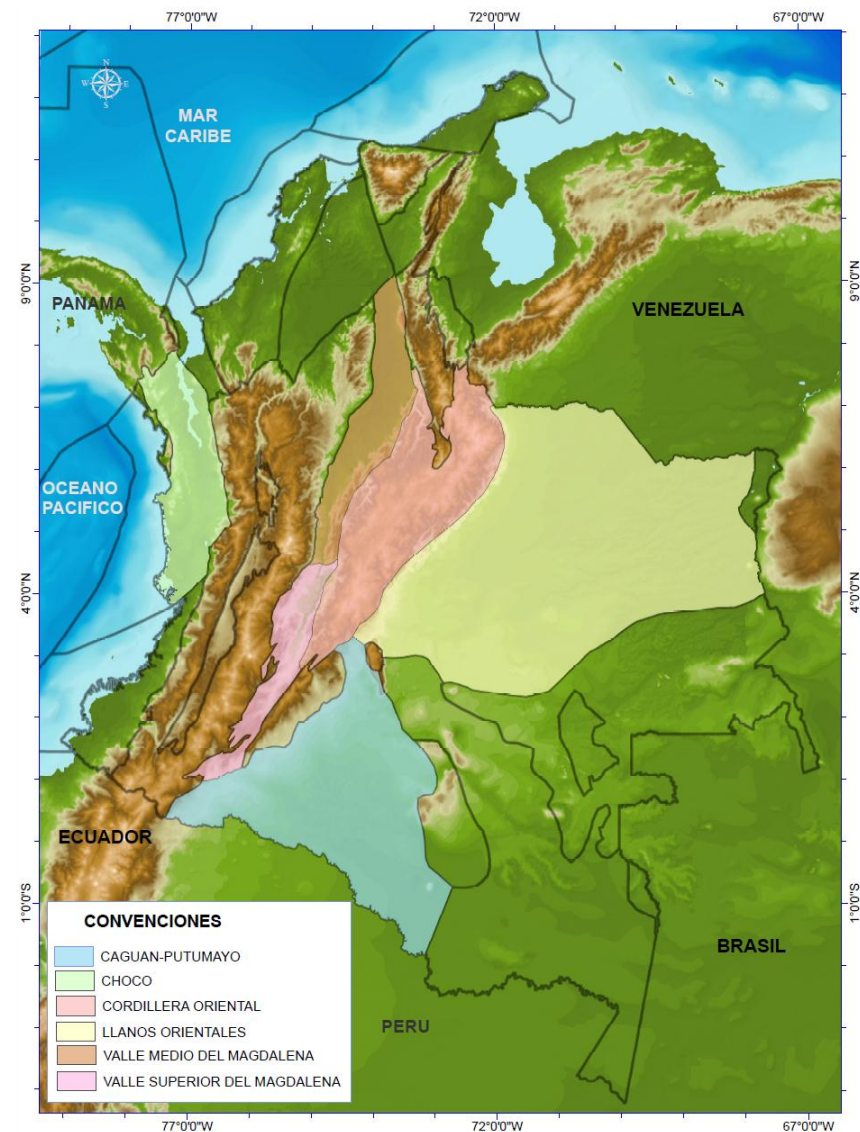 77°0'0"W
72°0'0"W
67°0'0"W
N
W
E
S
MAR
CARIBE
9°0'0"N
9°0'0"N
PANAMA
VENEZUELA
OCEANO
PACIFICO
4°0'0"N
4°0'0"N
ECUADOR
1°0'0"S
1°0'0"S
CONVENCIONES
CAGUAN-PUTUMAYO
CHOCO
CORDILLERA ORIENTAL
LLANOS ORIENTALES
VALLE MEDIO DEL MAGDALENA
VALLE SUPERIOR DEL MAGDALENA
BRASIL
PERU
77°0'0"W
72°0'0"W
67°0'0"W